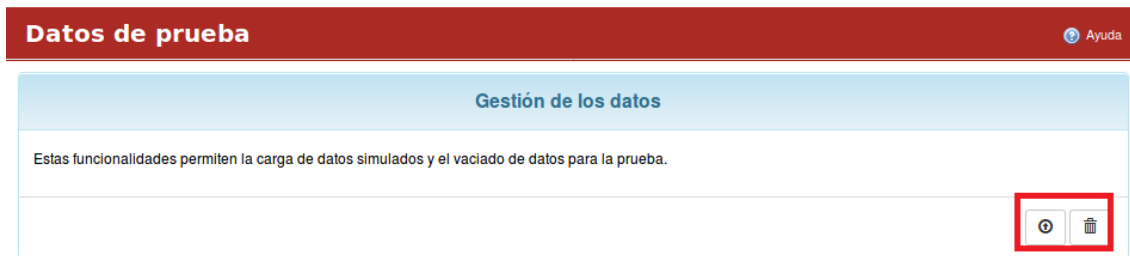 Datos de prueba
Ayuda
Gestión de los datos
Estas funcionalidades permiten la carga de datos simulados y el vaciado de datos para la prueba.